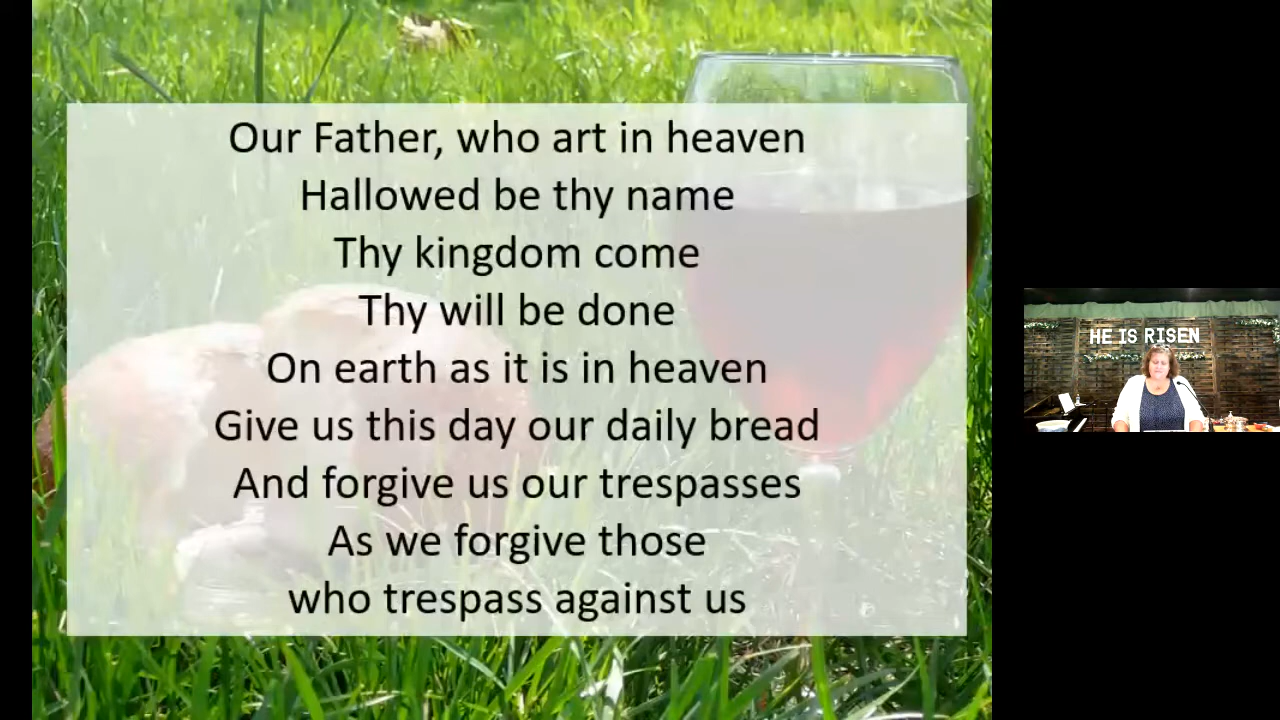 Our Father, who art in heaven
Hallowed be thy name
Thy kingdom come
Thy will be done
On earth as it is in heaven
Give us this day our daily bread
And forgive us our trespasses
As we forgive those
who trespass against us
HE IS RISEN